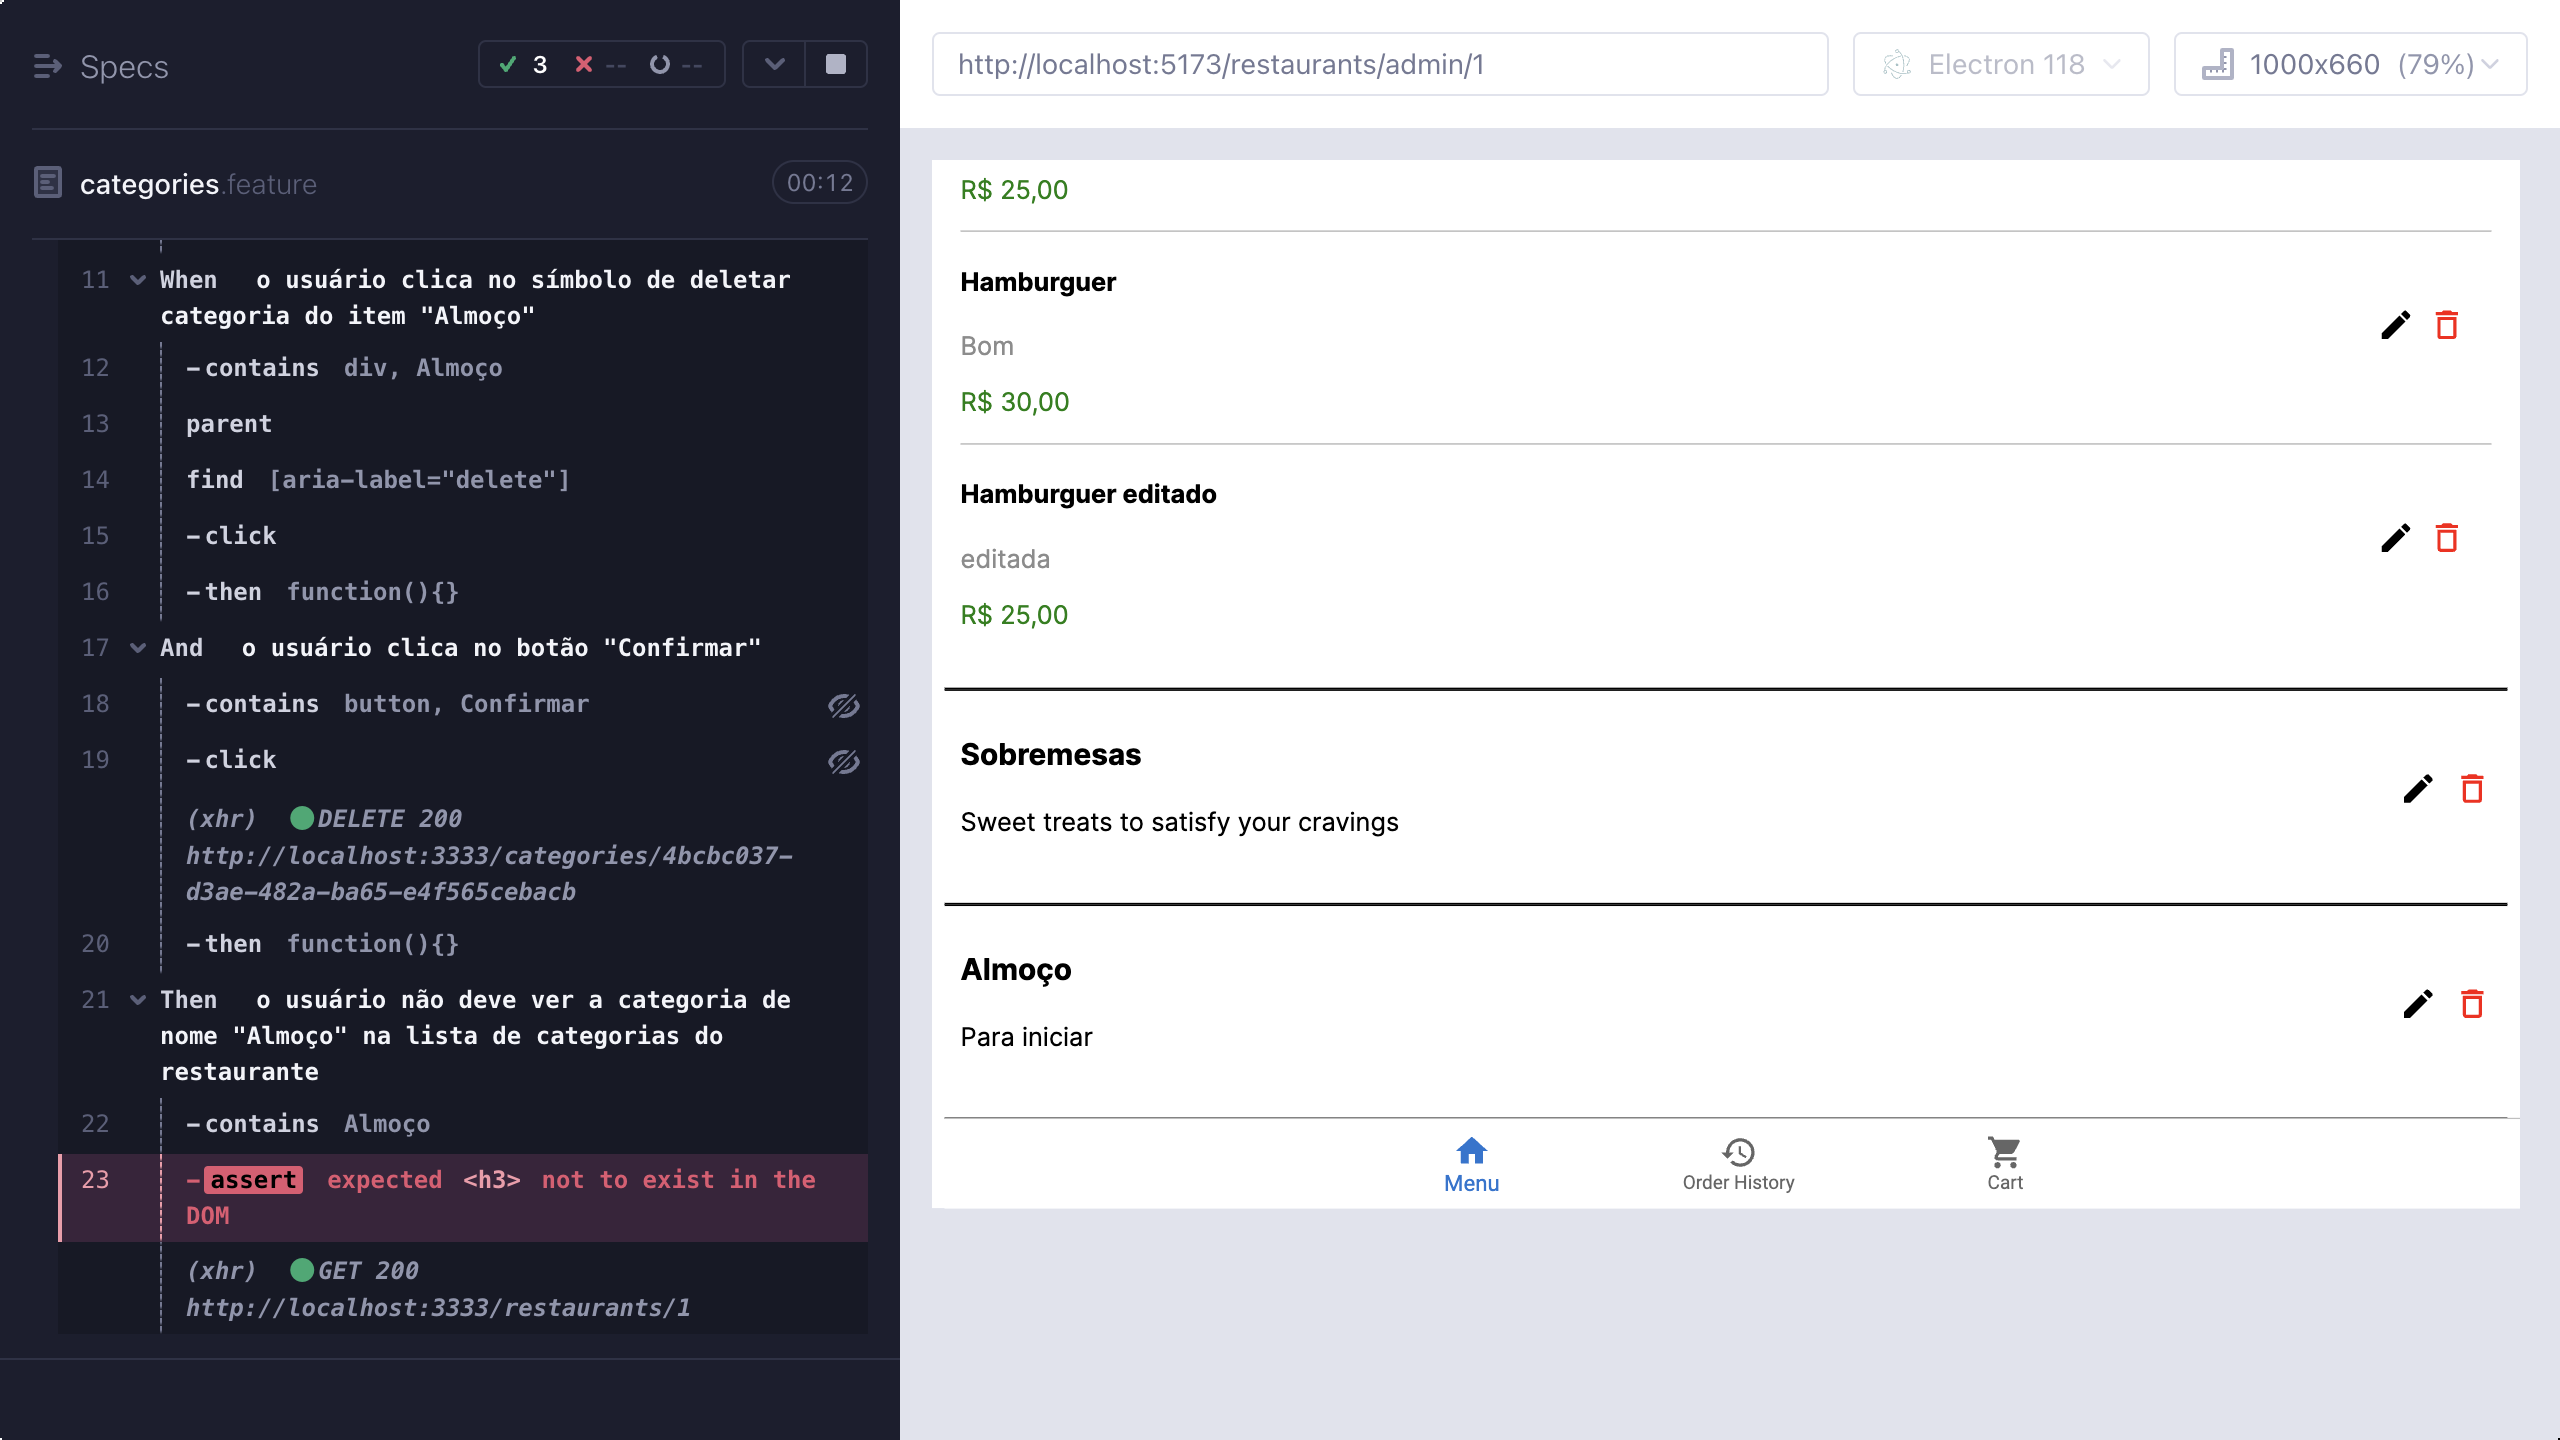 Specs
3 -- --
categories.feature
00:12
11 When o usuário clica no símbolo de deletar
categoria do item "Almoço"
12 -contains div, Almoço
13 parent
14 find [aria-label="delete"]
15 -click
16 -then function(){}
17 And o usuário clica no botão "Confirmar"
18 -contains button, Confirmar
19 -click
(xhr) DELETE 200
http://localhost:3333/categories/4bcbc037-
d3ae-482a-ba65-e4f565cebacb
20 -then function(){}
21 Then o usuário não deve ver a categoria de
nome "Almoço" na lista de categorias do
restaurante
22 -contains Almoço
23 -assert expected <h3> not to exist in the
DOM
(xhr) GET 200
http://localhost:3333/restaurants/1
http://localhost:5173/restaurants/admin/1
Electron 118
1000x660 (79%)
R$ 25,00
Hamburguer
Bom
R$ 30,00
Hamburguer editado
editada
R$ 25,00
Sobremesas
Sweet treats to satisfy your cravings
Almoço
Para iniciar
Menu
Order History
Cart